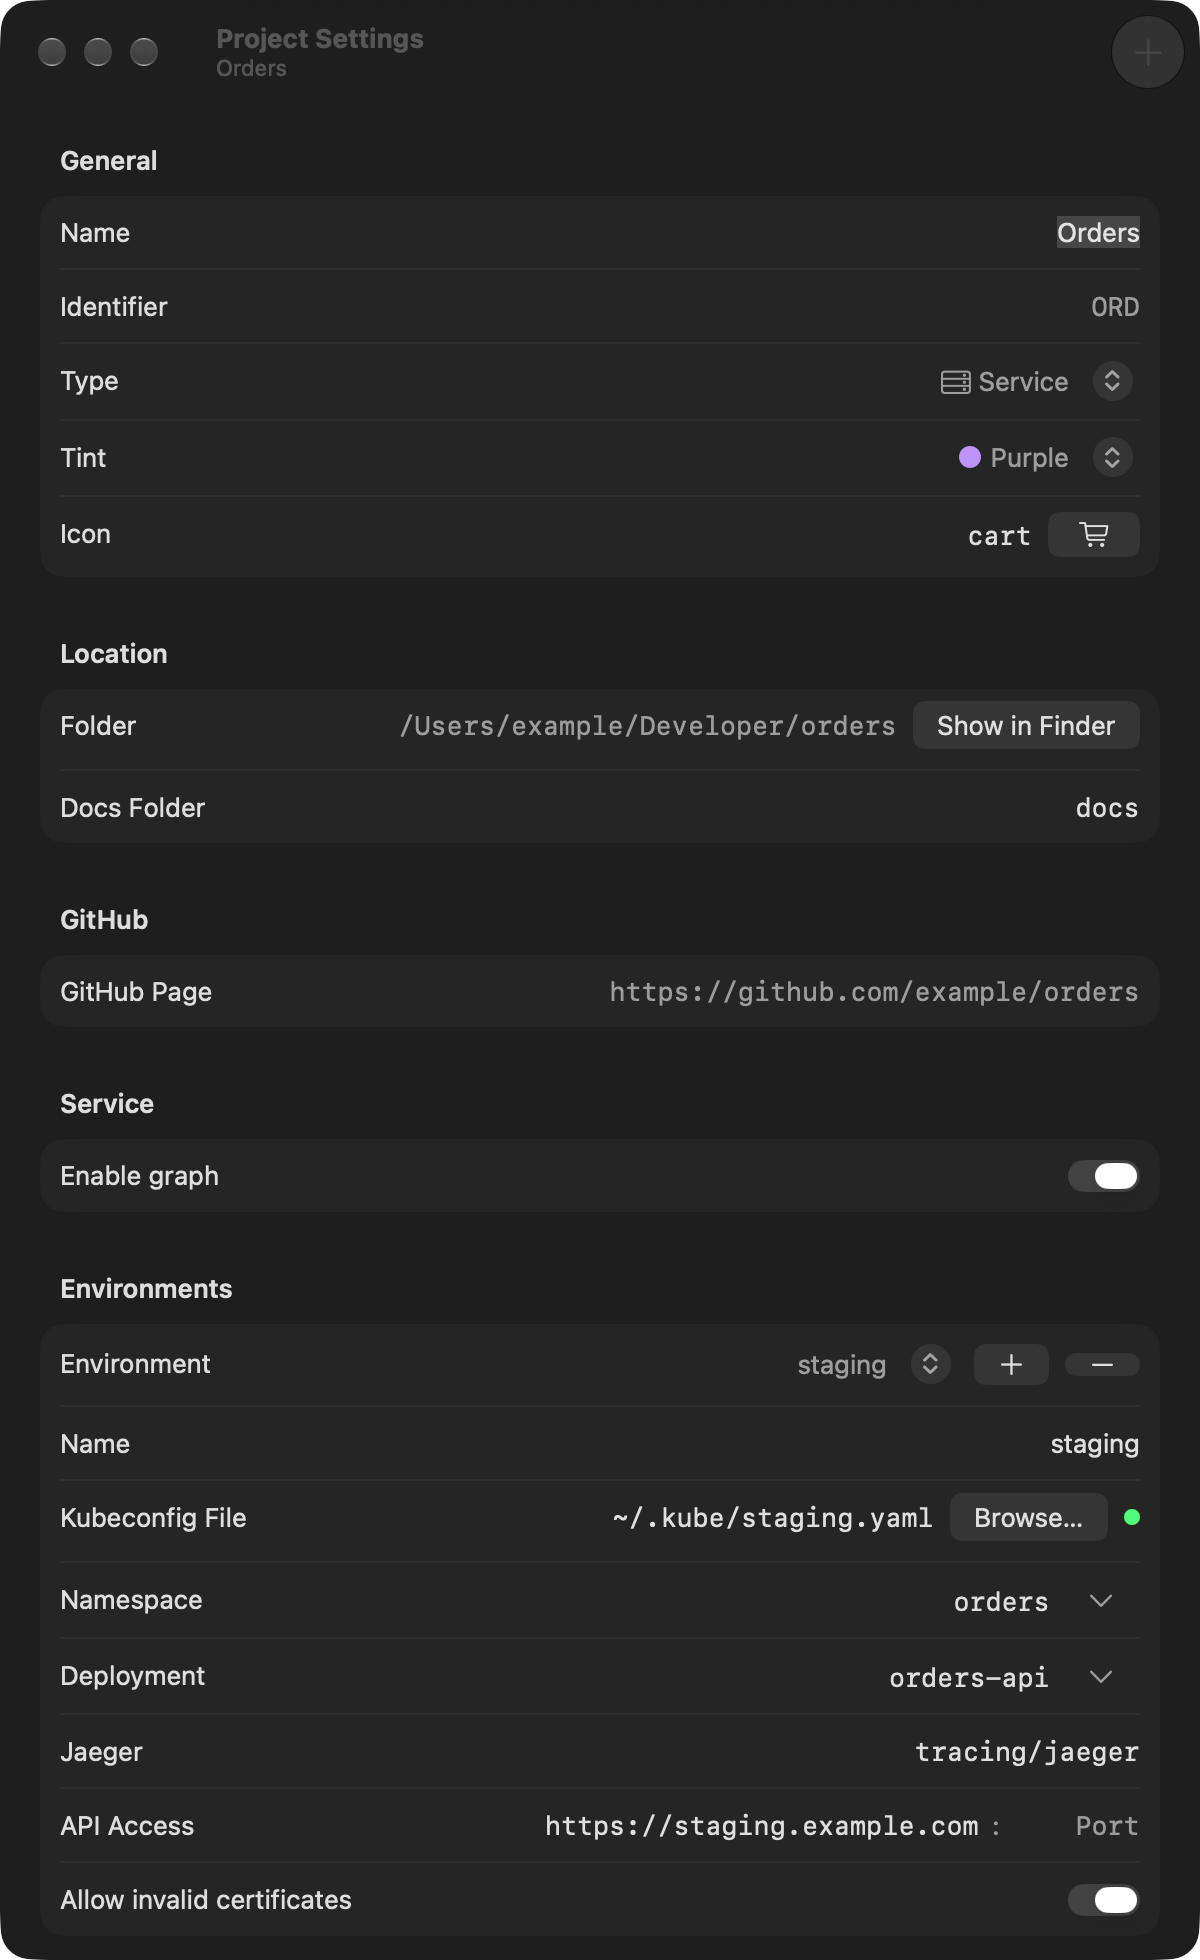 Project Settings
Orders
General
Name Orders
Identifier ORD
Type Service
Tint Purple
Icon cart
Location
Folder /Users/example/Developer/orders Show in Finder
Docs Folder docs
GitHub
GitHub Page https://github.com/example/orders
Service
Enable graph
Environments
Environment staging
Name staging
Kubeconfig File ~/.kube/staging.yaml Browse...
Namespace orders
Deployment orders-api
Jaeger tracing/jaeger
API Access https://staging.example.com : Port
Allow invalid certificates